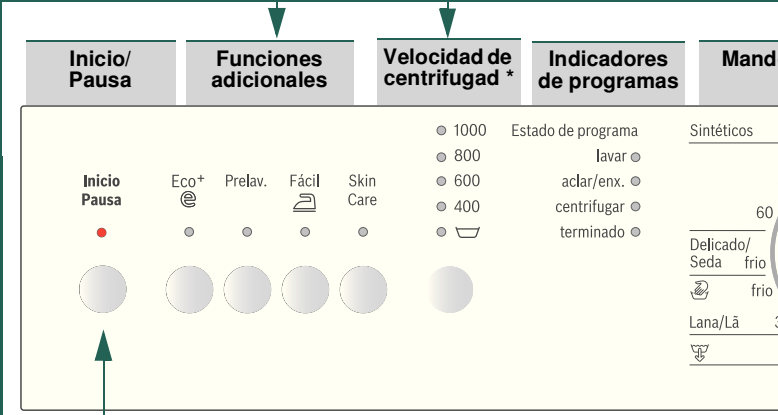 Inicio/
Pausa
Funciones
adicionales
Velocidad de
centrifugad *
Indicadores
de programas
Mand
Inicio
Pausa
Eco+
Prelav.
Fácil
Skin
Care
1000
800
600
400
Estado de programa
lavar
aclar/enx.
centrifugar
terminado
Sintéticos
60
Delicado/
Seda frio
frio
Lana/Lã 3